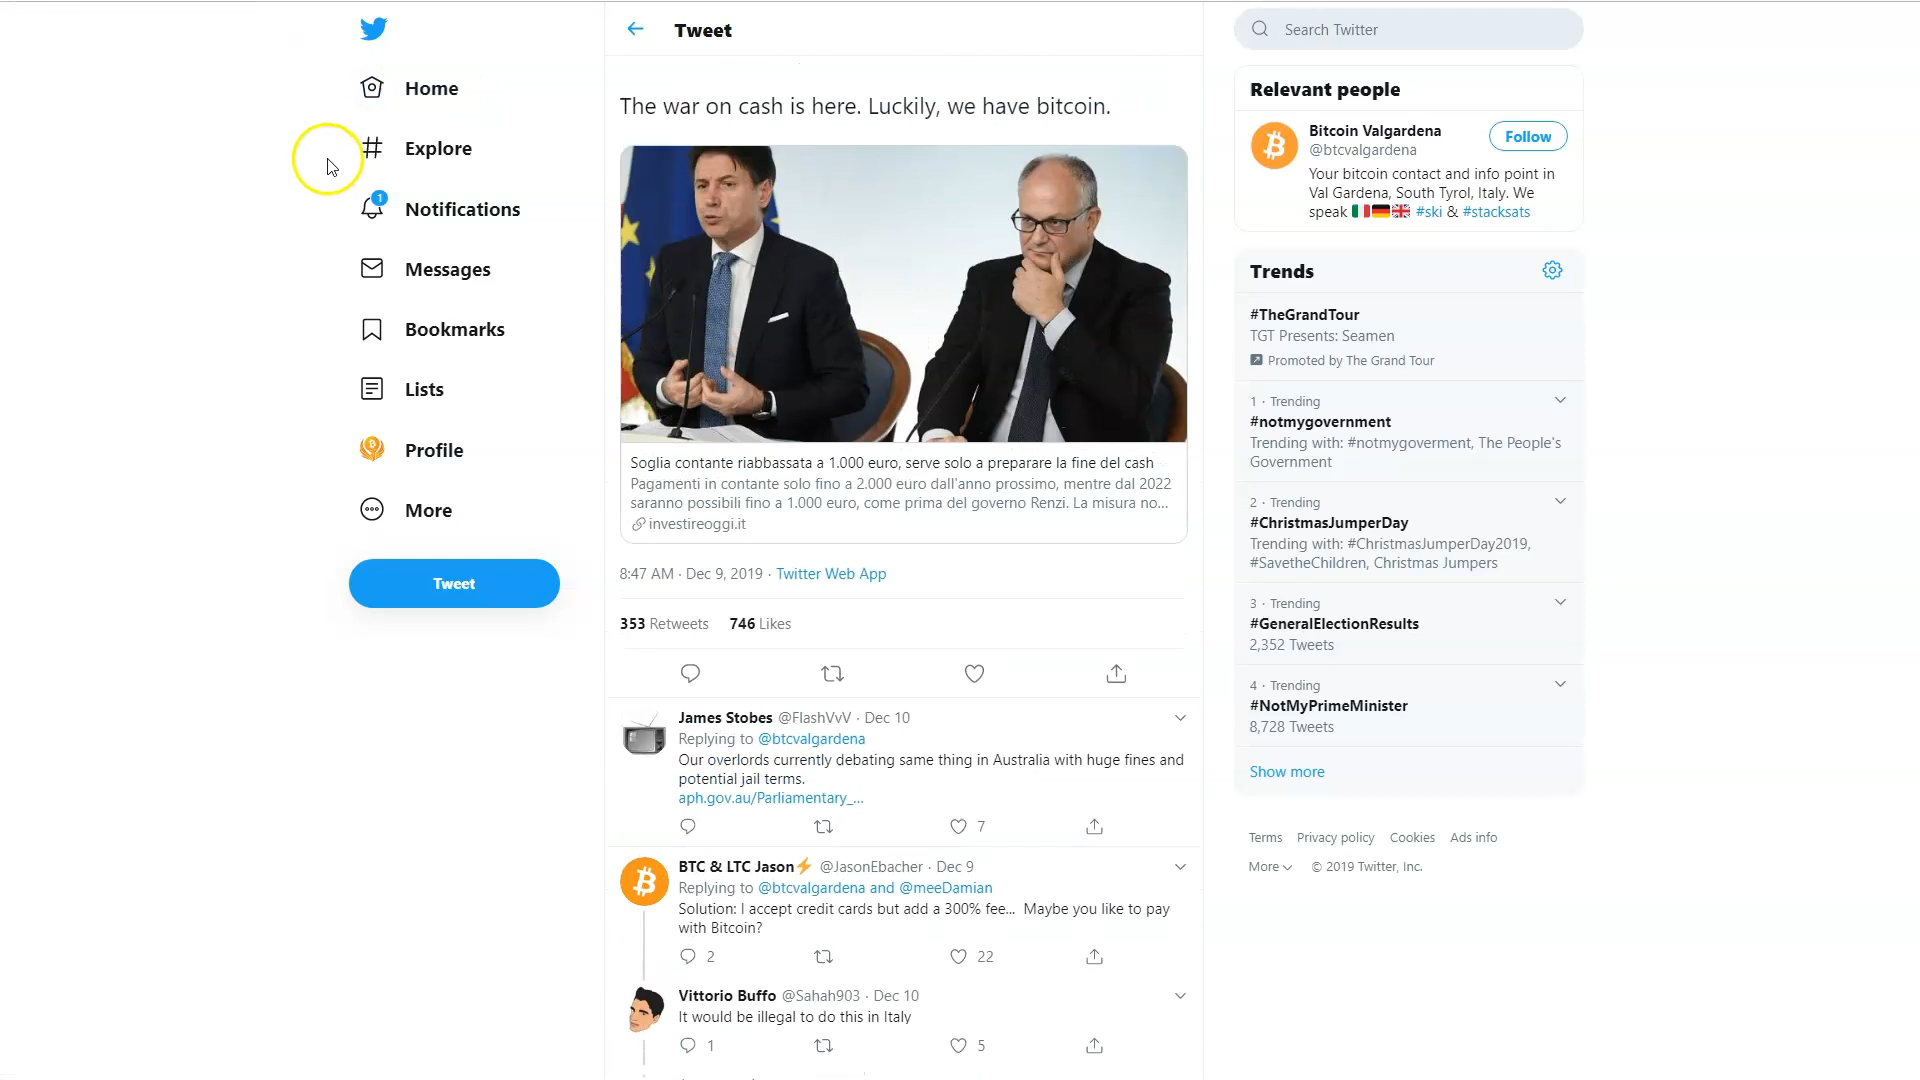 Home
Explore
1
Notifications
Messages
Bookmarks
Lists
Profile
More
Tweet
Tweet
The war on cash is here. Luckily, we have bitcoin.
Soglia contante riabbassata a 1.000 euro, serve solo a preparare la fine del cash
Pagamenti in contante solo fino a 2.000 euro dall'anno prossimo, mentre dal 2022
saranno possibili fino a 1.000 euro, come prima del governo Renzi. La misura no...
investireoggi.it
8:47 AM · Dec 9, 2019 · Twitter Web App
353 Retweets 746 Likes
James Stobes @FlashVvV · Dec 10
Replying to @btcvalgardena
Our overlords currently debating same thing in Australia with huge fines and
potential jail terms.
aph.gov.au/Parliamentary_...
7
BTC & LTC Jason⚡ @JasonEbacher · Dec 9
Replying to @btcvalgardena and @meeDamian
Solution: I accept credit cards but add a 300% fee... Maybe you like to pay
with Bitcoin?
2 22
Vittorio Buffo @Sahah903 · Dec 10
It would be illegal to do this in Italy
1 5
Search Twitter
Relevant people
Bitcoin Valgardena
@btcvalgardena
Follow
Your bitcoin contact and info point in
Val Gardena, South Tyrol, Italy. We
speak 🇮🇹🇩🇪🇬🇧 #ski & #stacksats
Trends
#TheGrandTour
TGT Presents: Seamen
Promoted by The Grand Tour
1 · Trending
#notmygovernment
Trending with: #notmygoverment, The People's
Government
2 · Trending
#ChristmasJumperDay
Trending with: #ChristmasJumperDay2019,
#SavetheChildren, Christmas Jumpers
3 · Trending
#GeneralElectionResults
2,352 Tweets
4 · Trending
#NotMyPrimeMinister
8,728 Tweets
Show more
Terms Privacy policy Cookies Ads info
More © 2019 Twitter, Inc.